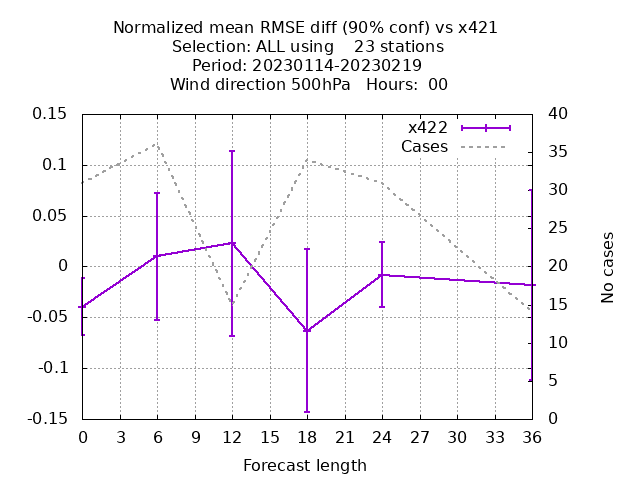 Normalized mean RMSE diff (90% conf) vs x421
Selection: ALL using    23 stations
Period: 20230114-20230219
Wind direction 500hPa   Hours:  00
x422
Cases
0.15
0.1
0.05
0
-0.05
-0.1
-0.15
40
35
30
25
20
15
10
5
0
No cases
0 3 6 9 12 15 18 21 24 27 30 33 36
Forecast length